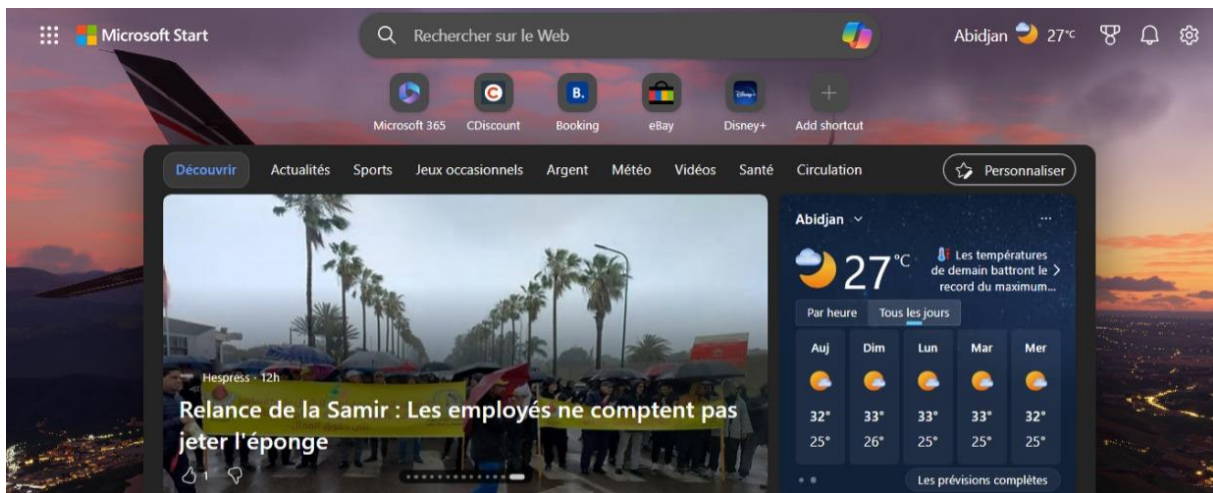 Microsoft Start
Rechercher sur le Web
Abidjan 27°C
Microsoft 365
CDiscount
Booking
eBay
Disney+
Add shortcut
Découvrir
Actualités
Sports
Jeux occasionnels
Argent
Météo
Vidéos
Santé
Circulation
Personnaliser
Hespress · 12h
Relance de la Samir : Les employés ne comptent pas
jeter l'éponge
1
Abidjan
27°C
Les températures
de demain battront le
record du maximum...
Par heure
Tous les jours
Auj Dim Lun Mar Mer
32° 33° 33° 33° 32°
25° 26° 25° 25° 25°
Les prévisions complètes